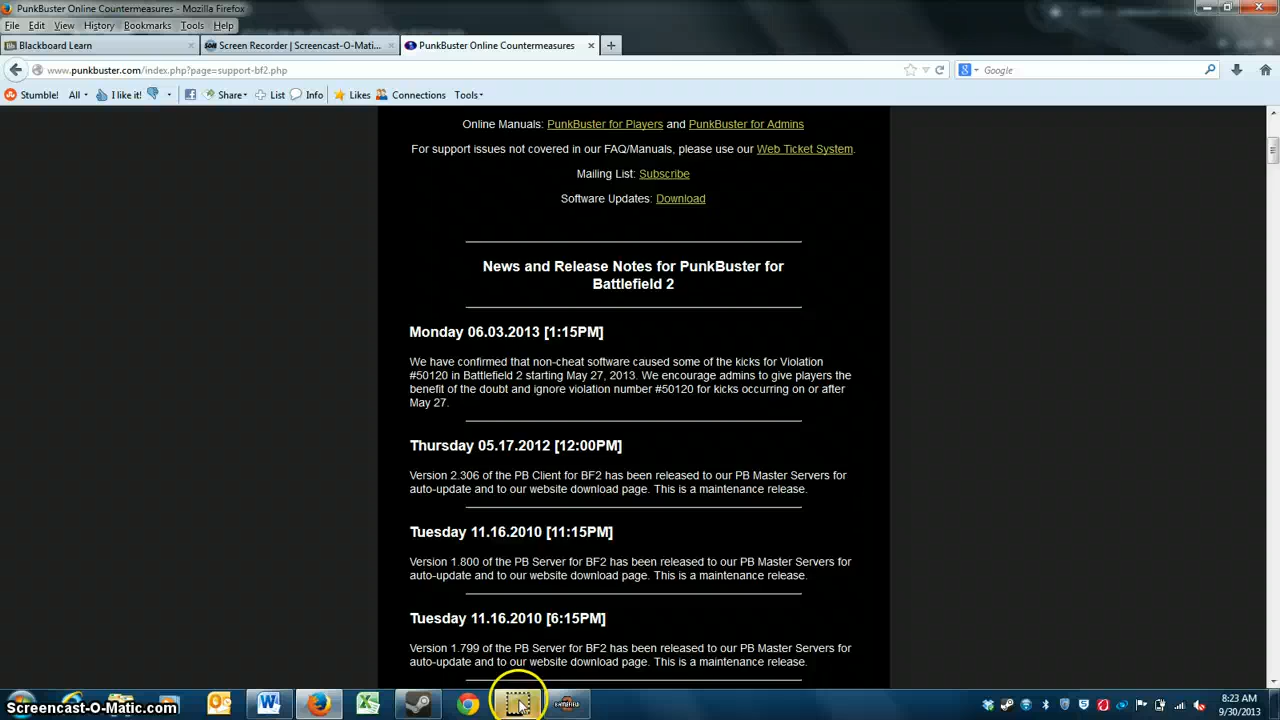 PunkBuster Online Countermeasures - Mozilla Firefox
File Edit View History Bookmarks Tools Help
Blackboard Learn × Screen Recorder | Screencast-O-Mati... × PunkBuster Online Countermeasures × +
www.punkbuster.com/index.php?page=support-bf2.php Google
Stumble! All I like it! Share List Info Likes Connections Tools
Online Manuals: PunkBuster for Players and PunkBuster for Admins
For support issues not covered in our FAQ/Manuals, please use our Web Ticket System.
Mailing List: Subscribe
Software Updates: Download
News and Release Notes for PunkBuster for
Battlefield 2
Monday 06.03.2013 [1:15PM]
We have confirmed that non-cheat software caused some of the kicks for Violation
#50120 in Battlefield 2 starting May 27, 2013. We encourage admins to give players the
benefit of the doubt and ignore violation number #50120 for kicks occurring on or after
May 27.
Thursday 05.17.2012 [12:00PM]
Version 2.306 of the PB Client for BF2 has been released to our PB Master Servers for
auto-update and to our website download page. This is a maintenance release.
Tuesday 11.16.2010 [11:15PM]
Version 1.800 of the PB Server for BF2 has been released to our PB Master Servers for
auto-update and to our website download page. This is a maintenance release.
Tuesday 11.16.2010 [6:15PM]
Version 1.799 of the PB Server for BF2 has been released to our PB Master Servers for
auto-update and to our website download page. This is a maintenance release.
8:23 AM
Screencast-O-Matic.com
9/30/2013